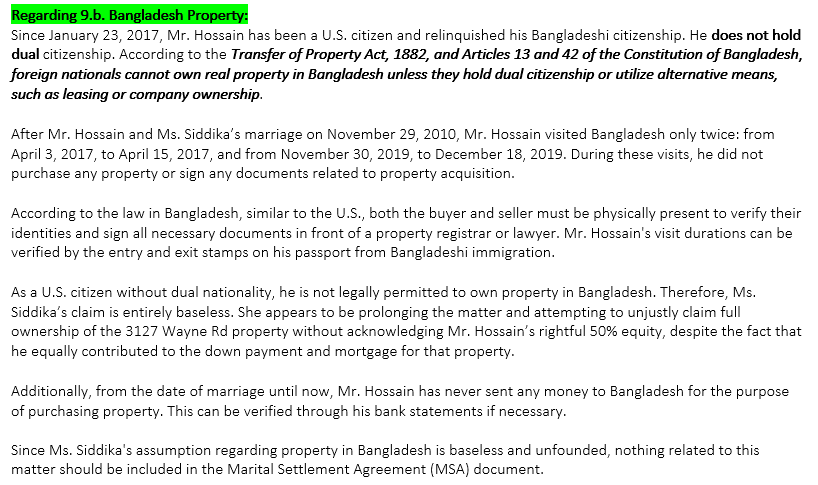 Regarding 9.b. Bangladesh Property:
Since January 23, 2017, Mr. Hossain has been a U.S. citizen and relinquished his Bangladeshi citizenship. He does not hold
dual citizenship. According to the Transfer of Property Act, 1882, and Articles 13 and 42 of the Constitution of Bangladesh,
foreign nationals cannot own real property in Bangladesh unless they hold dual citizenship or utilize alternative means,
such as leasing or company ownership.
After Mr. Hossain and Ms. Siddika's marriage on November 29, 2010, Mr. Hossain visited Bangladesh only twice: from
April 3, 2017, to April 15, 2017, and from November 30, 2019, to December 18, 2019. During these visits, he did not
purchase any property or sign any documents related to property acquisition.
According to the law in Bangladesh, similar to the U.S., both the buyer and seller must be physically present to verify their
identities and sign all necessary documents in front of a property registrar or lawyer. Mr. Hossain's visit durations can be
verified by the entry and exit stamps on his passport from Bangladeshi immigration.
As a U.S. citizen without dual nationality, he is not legally permitted to own property in Bangladesh. Therefore, Ms.
Siddika's claim is entirely baseless. She appears to be prolonging the matter and attempting to unjustly claim full
ownership of the 3127 Wayne Rd property without acknowledging Mr. Hossain's rightful 50% equity, despite the fact that
he equally contributed to the down payment and mortgage for that property.
Additionally, from the date of marriage until now, Mr. Hossain has never sent any money to Bangladesh for the purpose
of purchasing property. This can be verified through his bank statements if necessary.
Since Ms. Siddika's assumption regarding property in Bangladesh is baseless and unfounded, nothing related to this
matter should be included in the Marital Settlement Agreement (MSA) document.